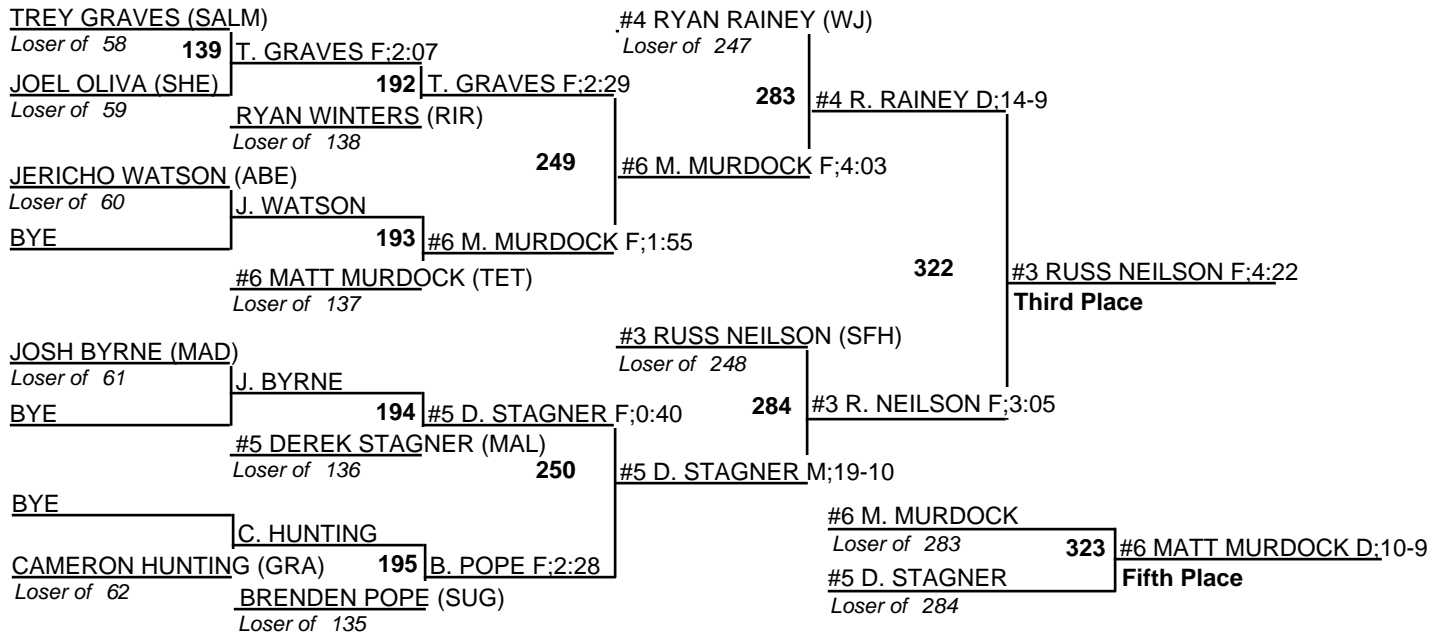 TREY GRAVES (SALM)
Loser of 58
139
T. GRAVES F;2:07
JOEL OLIVA (SHE)
Loser of 59
192
T. GRAVES F;2:29
RYAN WINTERS (RIR)
Loser of 138
249
JERICHO WATSON (ABE)
Loser of 60
J. WATSON
BYE
193
#6 M. MURDOCK F;1:55
#6 MATT MURDOCK (TET)
Loser of 137
#4 RYAN RAINEY (WJ)
Loser of 247
283
#4 R. RAINEY D;14-9
#6 M. MURDOCK F;4:03
322
#3 RUSS NEILSON F;4:22
Third Place
JOSH BYRNE (MAD)
Loser of 61
J. BYRNE
BYE
194
#5 D. STAGNER F;0:40
#5 DEREK STAGNER (MAL)
Loser of 136
250
BYE
C. HUNTING
CAMERON HUNTING (GRA)
Loser of 62
195
B. POPE F;2:28
BRENDEN POPE (SUG)
Loser of 135
#3 RUSS NEILSON (SFH)
Loser of 248
284
#3 R. NEILSON F;3:05
#5 D. STAGNER M;19-10
#6 M. MURDOCK
Loser of 283
323
#6 MATT MURDOCK D;10-9
#5 D. STAGNER
Fifth Place
Loser of 284